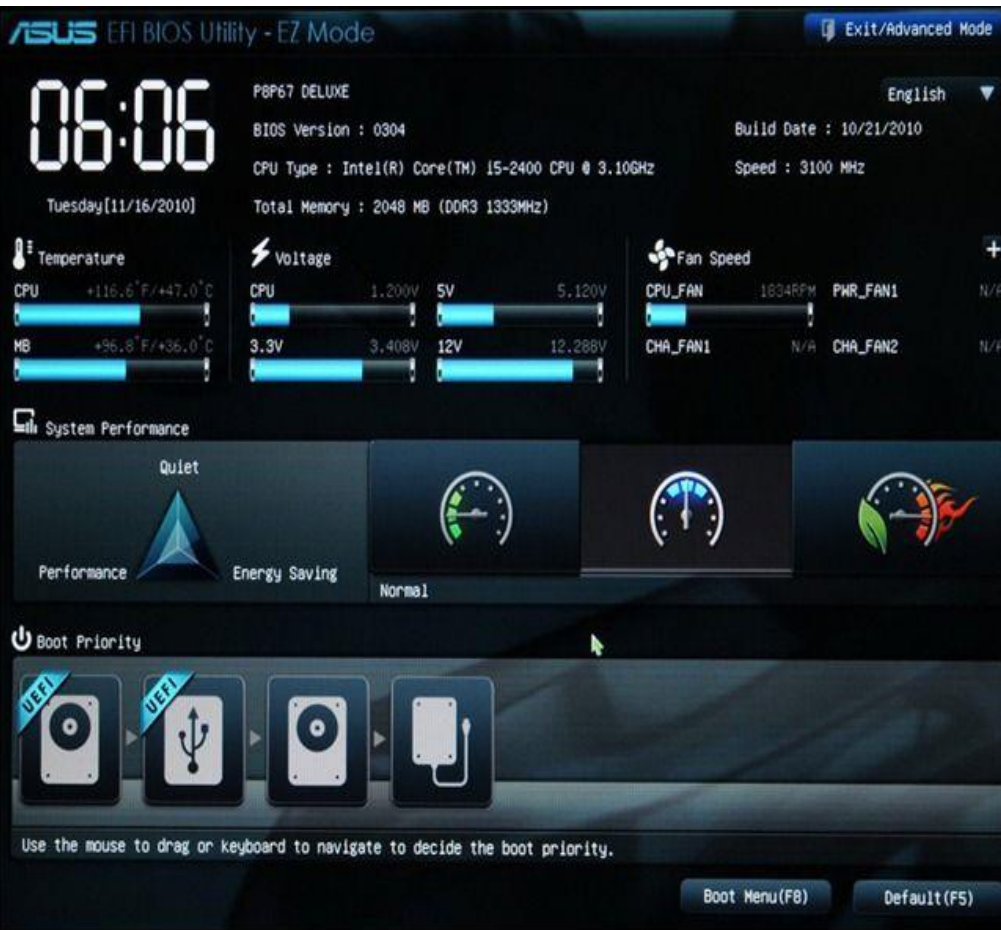 ASUS EFI BIOS Utility - EZ Mode
Exit/Advanced Mode
06:06
Tuesday[11/16/2010]
P8P67 DELUXE
English
BIOS Version : 0304
Build Date : 10/21/2010
CPU Type : Intel(R) Core(TM) i5-2400 CPU @ 3.10GHz
Speed : 3100 MHz
Total Memory : 2048 MB (DDR3 1333MHz)
Temperature
CPU +116.6°F/+47.0°C
MB +96.8°F/+36.0°C
Voltage
CPU 1.200V 5V 5.120V
3.3V 3.408V 12V 12.288V
Fan Speed
CPU_FAN 1834RPM PWR_FAN1 N/A
CHA_FAN1 N/A CHA_FAN2 N/A
System Performance
Quiet
Performance
Energy Saving
Normal
Boot Priority
UEFI
UEFI
Use the mouse to drag or keyboard to navigate to decide the boot priority.
Boot Menu(F8)
Default(F5)